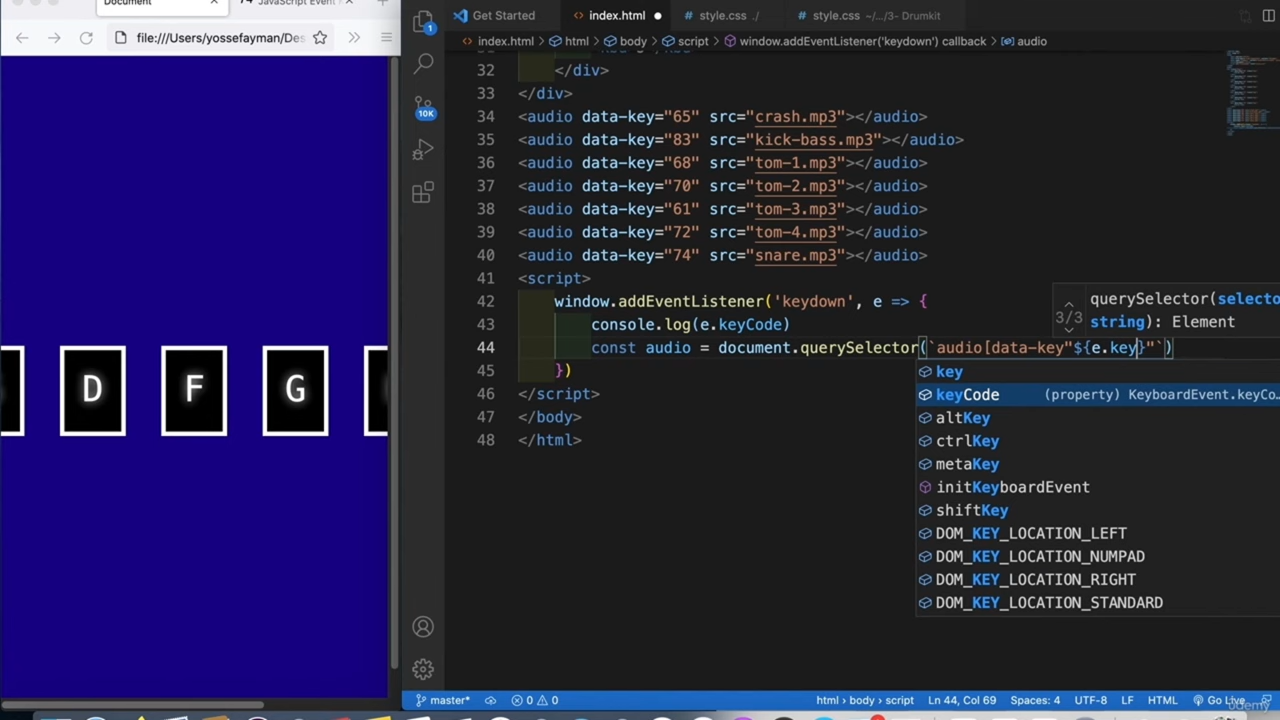 Document
JavaScript Event
file:///Users/yossefayman/Des
D
F
G
1
10K
Get Started
index.html
style.css ./
style.css ~/.../3- Drumkit
index.html > html > body > script > window.addEventListener('keydown') callback > audio
32 </div>
33 </div>
34 <audio data-key="65" src="crash.mp3"></audio>
35 <audio data-key="83" src="kick-bass.mp3"></audio>
36 <audio data-key="68" src="tom-1.mp3"></audio>
37 <audio data-key="70" src="tom-2.mp3"></audio>
38 <audio data-key="61" src="tom-3.mp3"></audio>
39 <audio data-key="72" src="tom-4.mp3"></audio>
40 <audio data-key="74" src="snare.mp3"></audio>
41 <script>
42 window.addEventListener('keydown', e => {
43 console.log(e.keyCode)
44 const audio = document.querySelector(`audio[data-key"${e.key}"`)
45 })
46 </script>
47 </body>
48 </html>
3/3
querySelector(selecto
string): Element
key
keyCode (property) KeyboardEvent.keyCo...
altKey
ctrlKey
metaKey
initKeyboardEvent
shiftKey
DOM_KEY_LOCATION_LEFT
DOM_KEY_LOCATION_NUMPAD
DOM_KEY_LOCATION_RIGHT
DOM_KEY_LOCATION_STANDARD
master* 0 0 html > body > script Ln 44, Col 69 Spaces: 4 UTF-8 LF HTML Go Live
Udemy